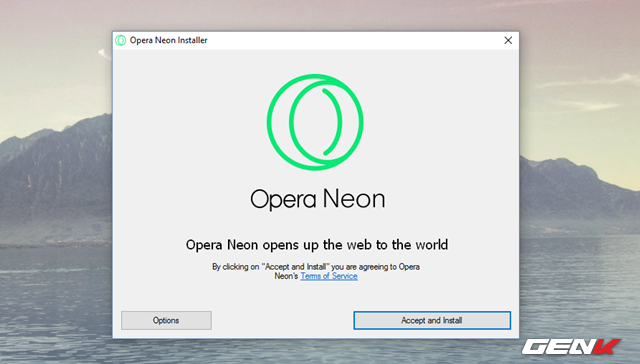 Opera Neon Installer
Opera Neon
Opera Neon opens up the web to the world
By clicking on "Accept and Install" you are agreeing to Opera
Neon's Terms of Service
Options
Accept and Install
GENK